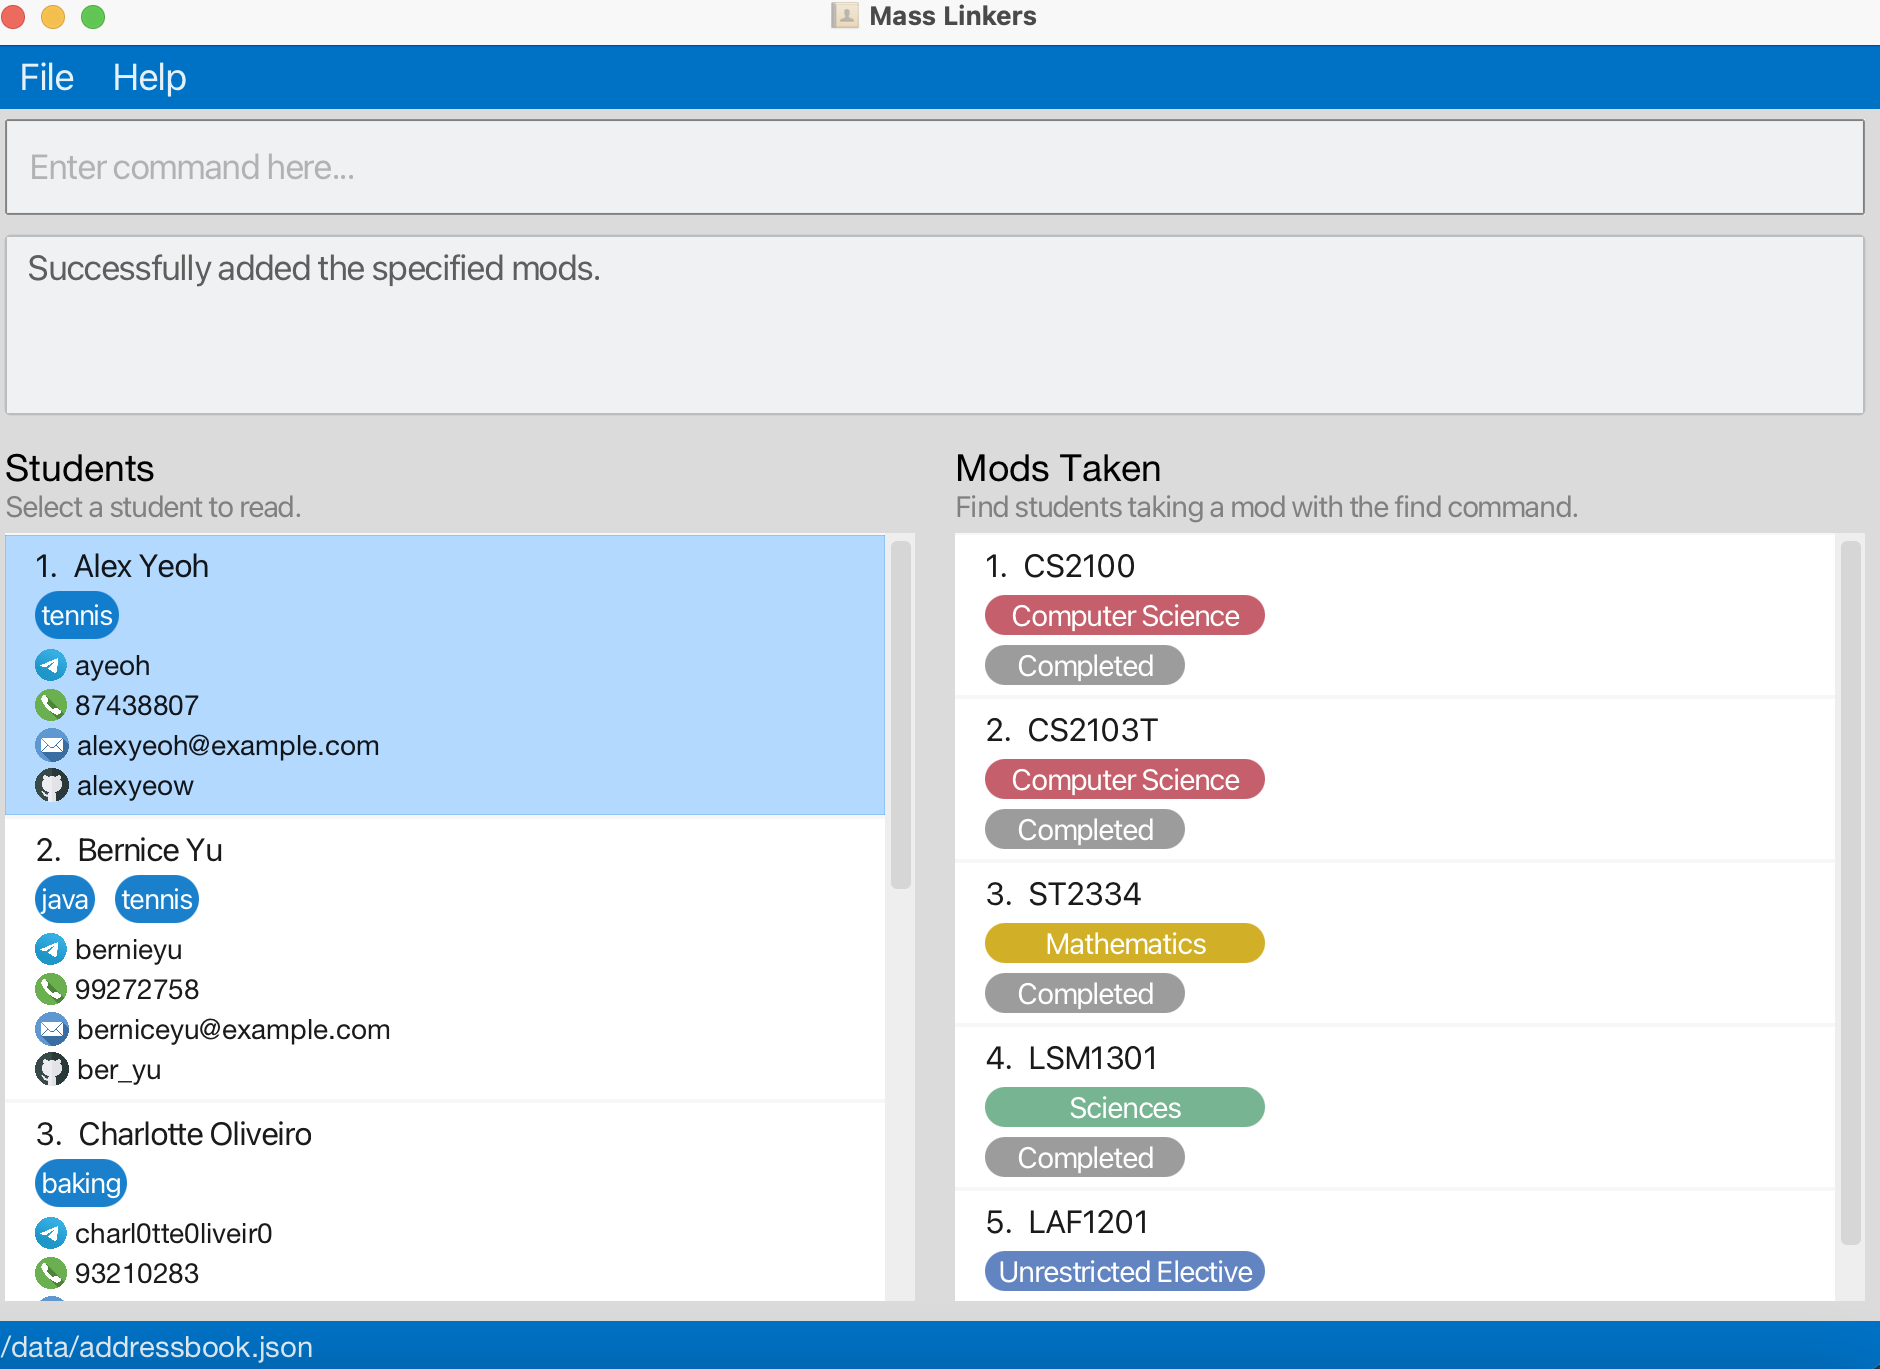 Mass Linkers
File Help
Enter command here...
Successfully added the specified mods.
Students
Select a student to read.
1. Alex Yeoh
tennis
ayeoh
87438807
alexyeoh@example.com
alexyeow
2. Bernice Yu
java tennis
bernieyu
99272758
berniceyu@example.com
ber_yu
3. Charlotte Oliveiro
baking
charl0tte0liveir0
93210283
Mods Taken
Find students taking a mod with the find command.
1. CS2100
Computer Science
Completed
2. CS2103T
Computer Science
Completed
3. ST2334
Mathematics
Completed
4. LSM1301
Sciences
Completed
5. LAF1201
Unrestricted Elective
/data/addressbook.json